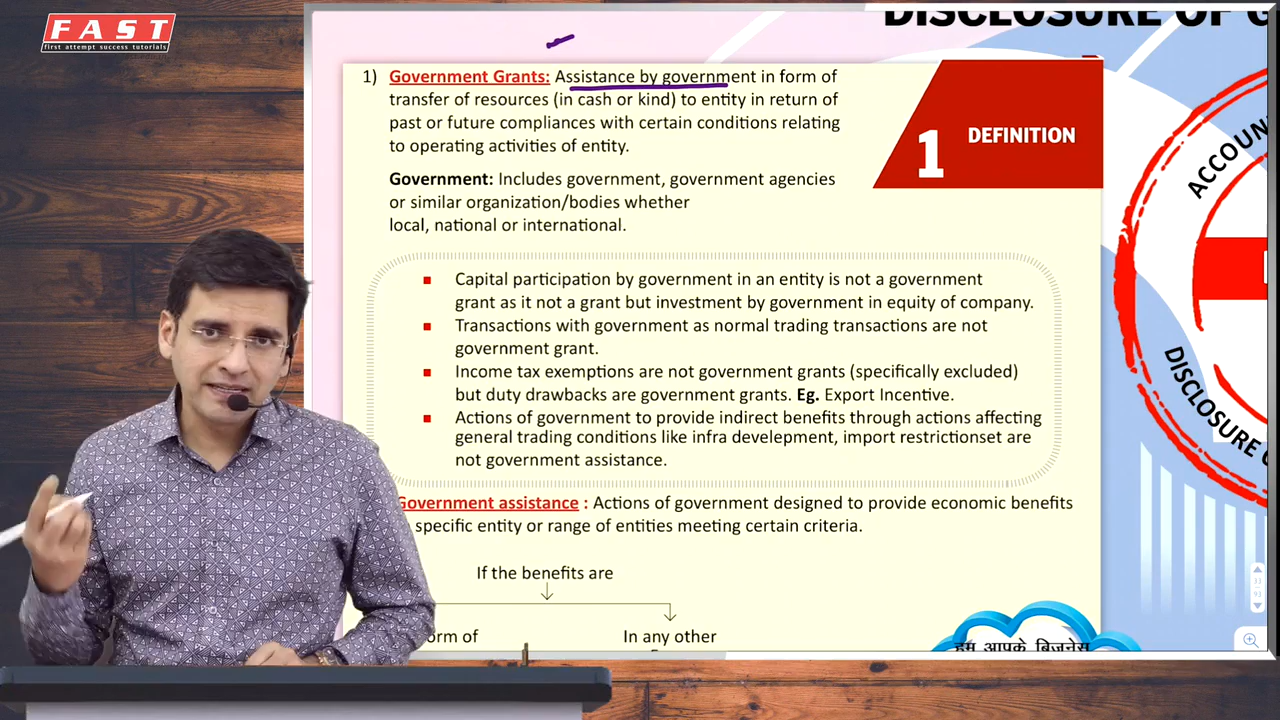 FAST
first attempt success tutorials
DISCLOSURE OF
1) Government Grants: Assistance by government in form of
transfer of resources (in cash or kind) to entity in return of
past or future compliances with certain conditions relating
to operating activities of entity.
Government: Includes government, government agencies
or similar organization/bodies whether
local, national or international.
1 DEFINITION
▪ Capital participation by government in an entity is not a government
grant as it not a grant but investment by government in equity of company.
▪ Transactions with government as normal trading transactions are not
government grant.
▪ Income tax exemptions are not government grants (specifically excluded)
but duty drawbacks are government grants. Eg. Export Incentive.
▪ Actions of government to provide indirect benefits through actions affecting
general trading conditions like infra development, import restrictionset are
not government assistance.
Government assistance : Actions of government designed to provide economic benefits
specific entity or range of entities meeting certain criteria.
If the benefits are
orm of In any other
हम आपके बिज़नेस
ACCOUN
DISCLOSURE